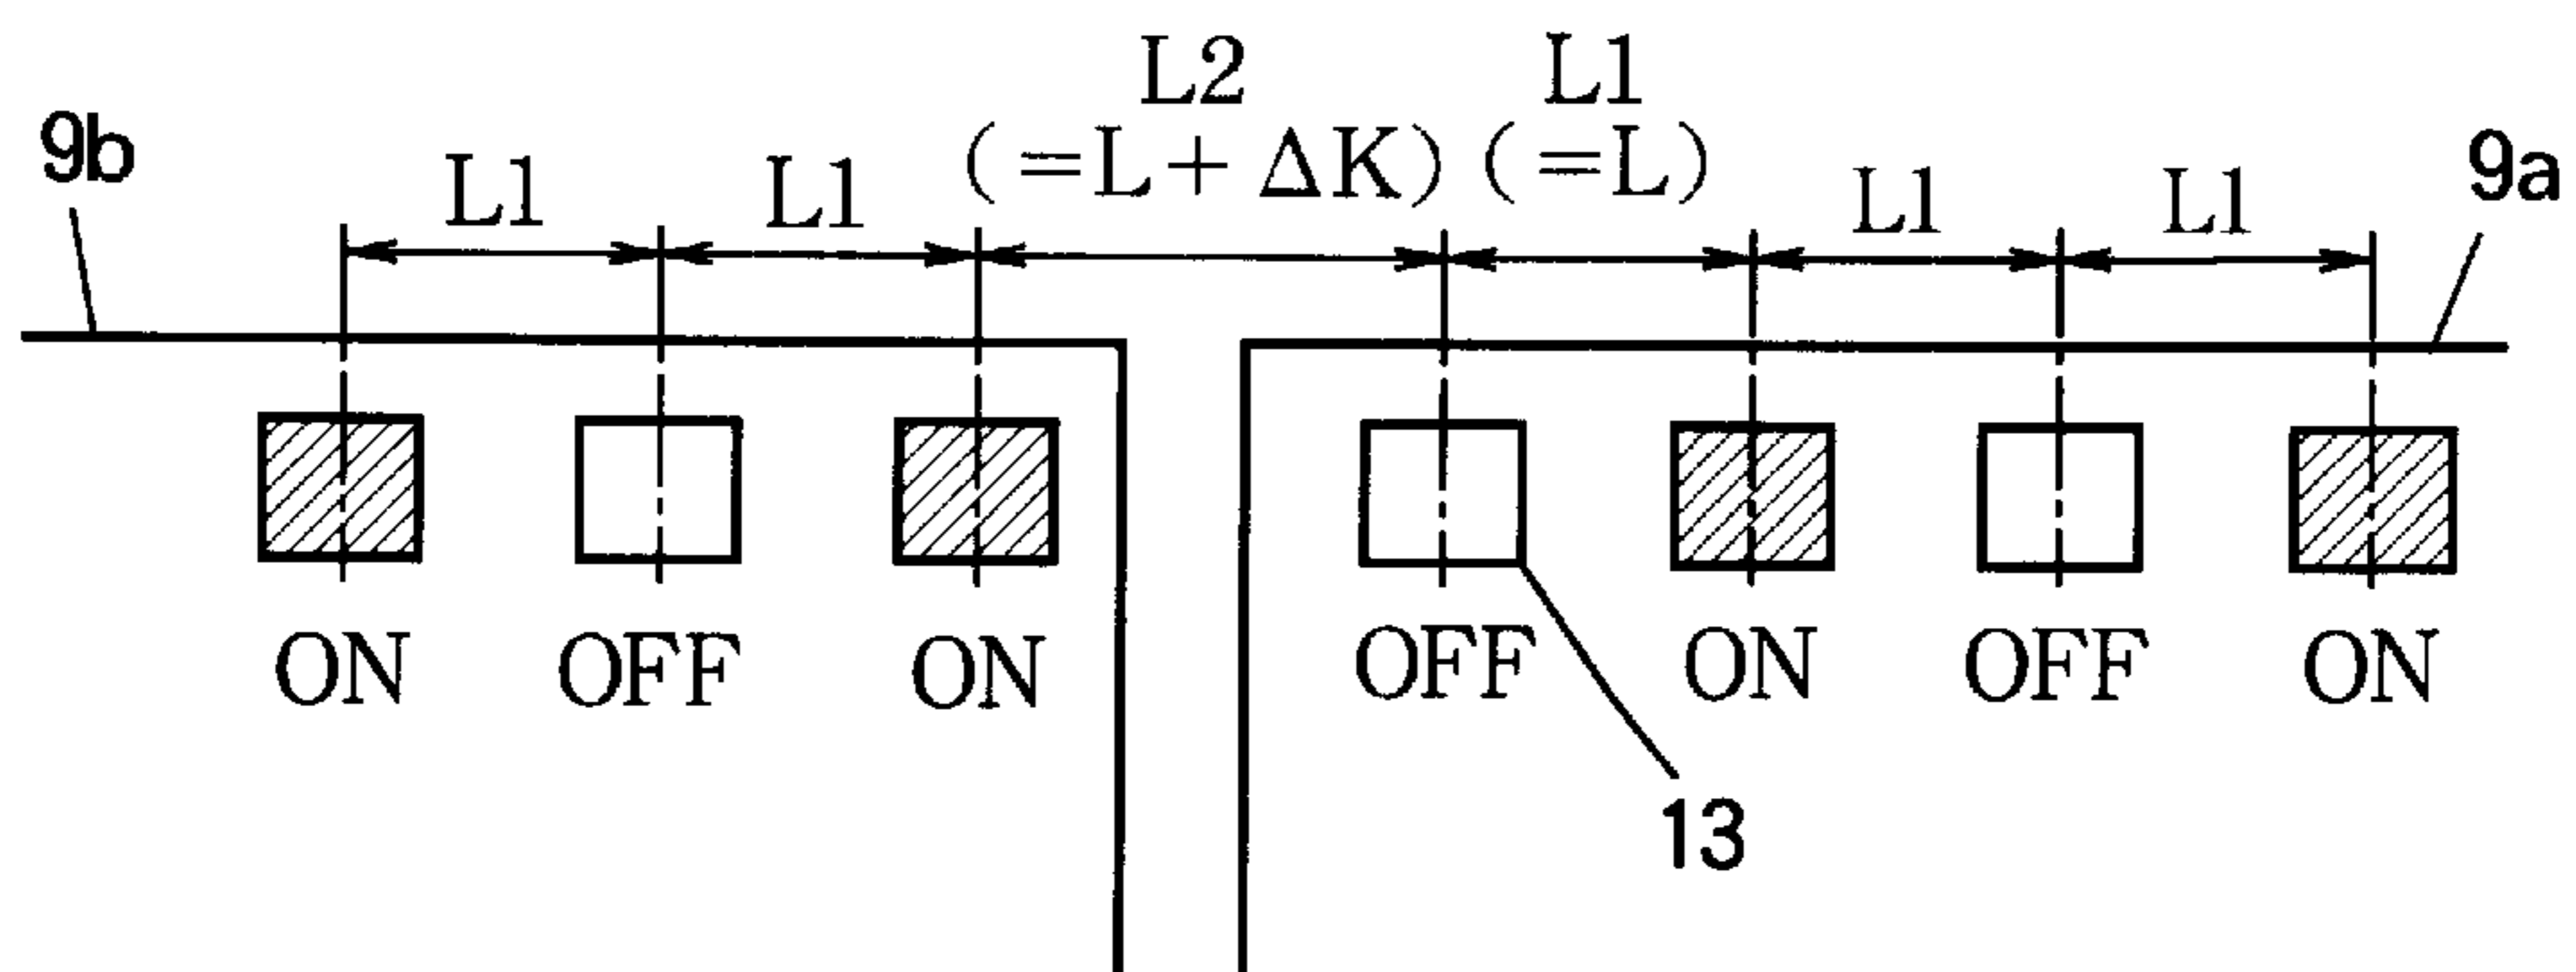 L2 L1
(=L+ΔK) (=L)
9b L1 L1 L1 L1 9a
ON OFF ON OFF ON OFF ON
13